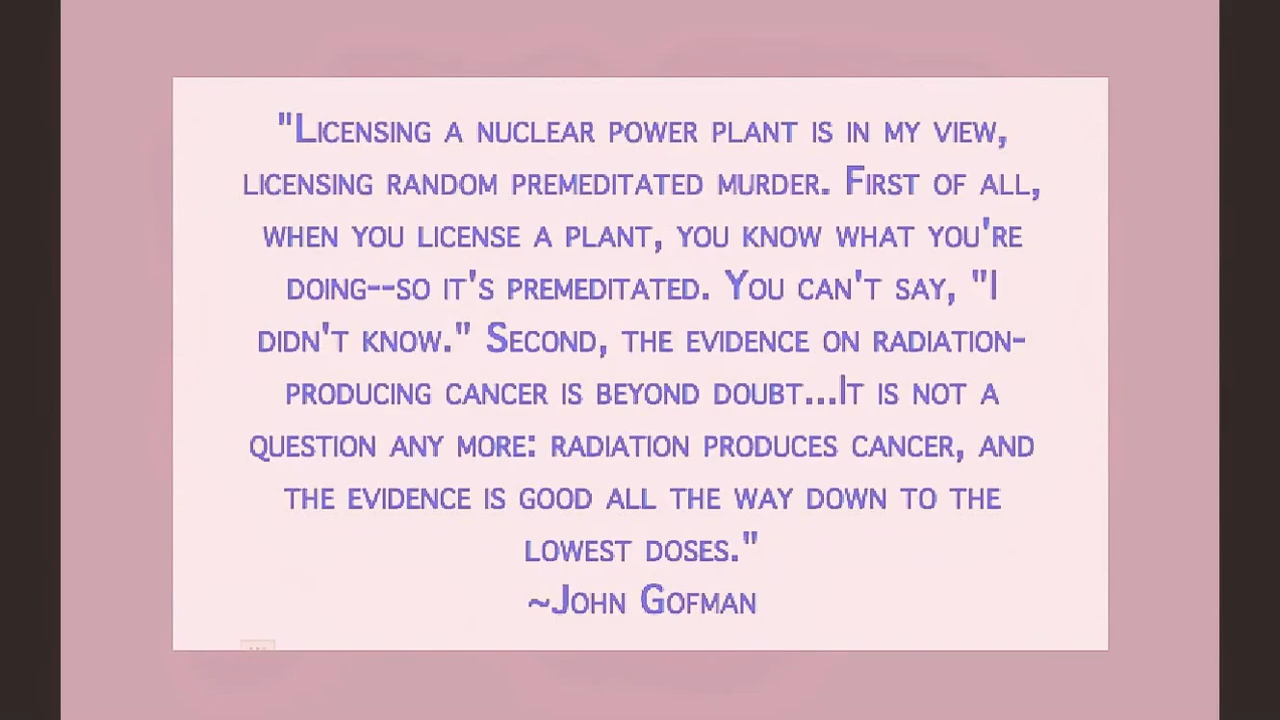 "Licensing a nuclear power plant is in my view,
licensing random premeditated murder. First of all,
when you license a plant, you know what you're
doing--so it's premeditated. You can't say, "I
didn't know." Second, the evidence on radiation-
producing cancer is beyond doubt...It is not a
question any more: radiation produces cancer, and
the evidence is good all the way down to the
lowest doses."
~John Gofman